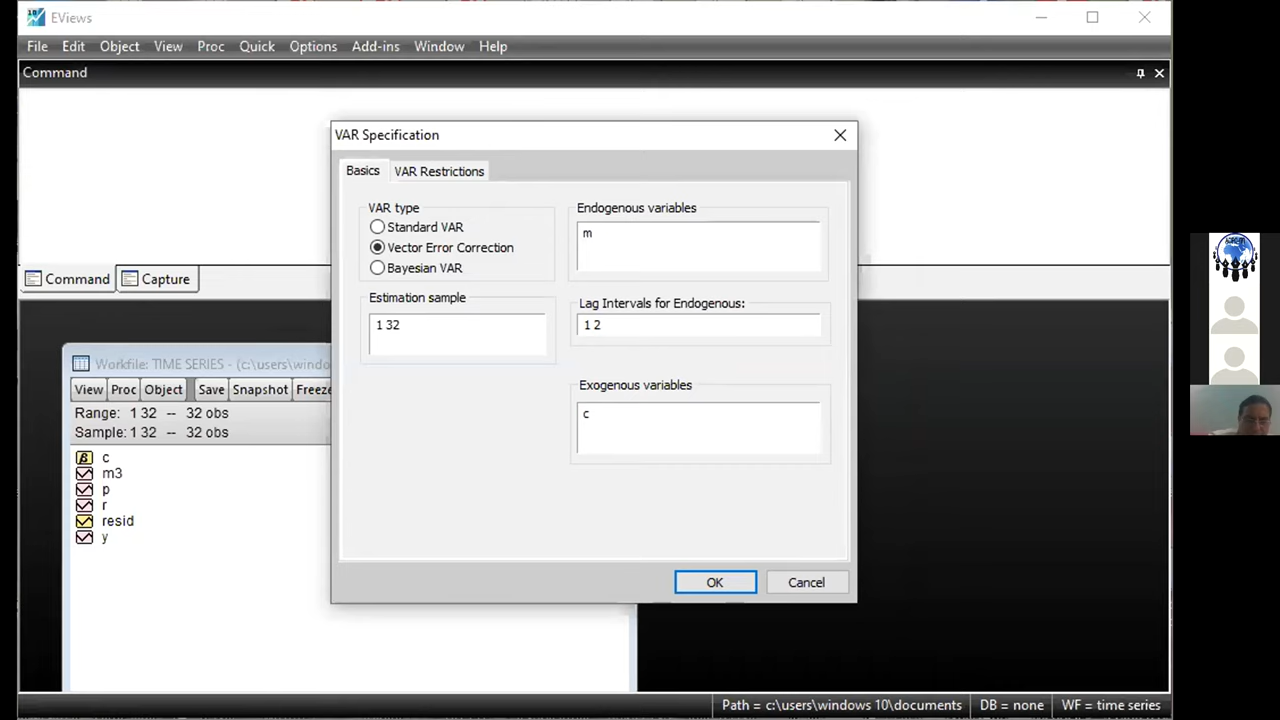 EViews
File Edit Object View Proc Quick Options Add-ins Window Help
Command
VAR Specification
Basics VAR Restrictions
VAR type
Standard VAR
Vector Error Correction
Bayesian VAR
Endogenous variables
m
Command Capture
Estimation sample
1 32
Lag Intervals for Endogenous:
1 2
Exogenous variables
c
Workfile: TIME SERIES - (c:\users\windo
View Proc Object Save Snapshot Freeze
Range: 1 32 -- 32 obs
Sample: 1 32 -- 32 obs
c
m3
p
r
resid
y
OK Cancel
Path = c:\users\windows 10\documents DB = none WF = time series